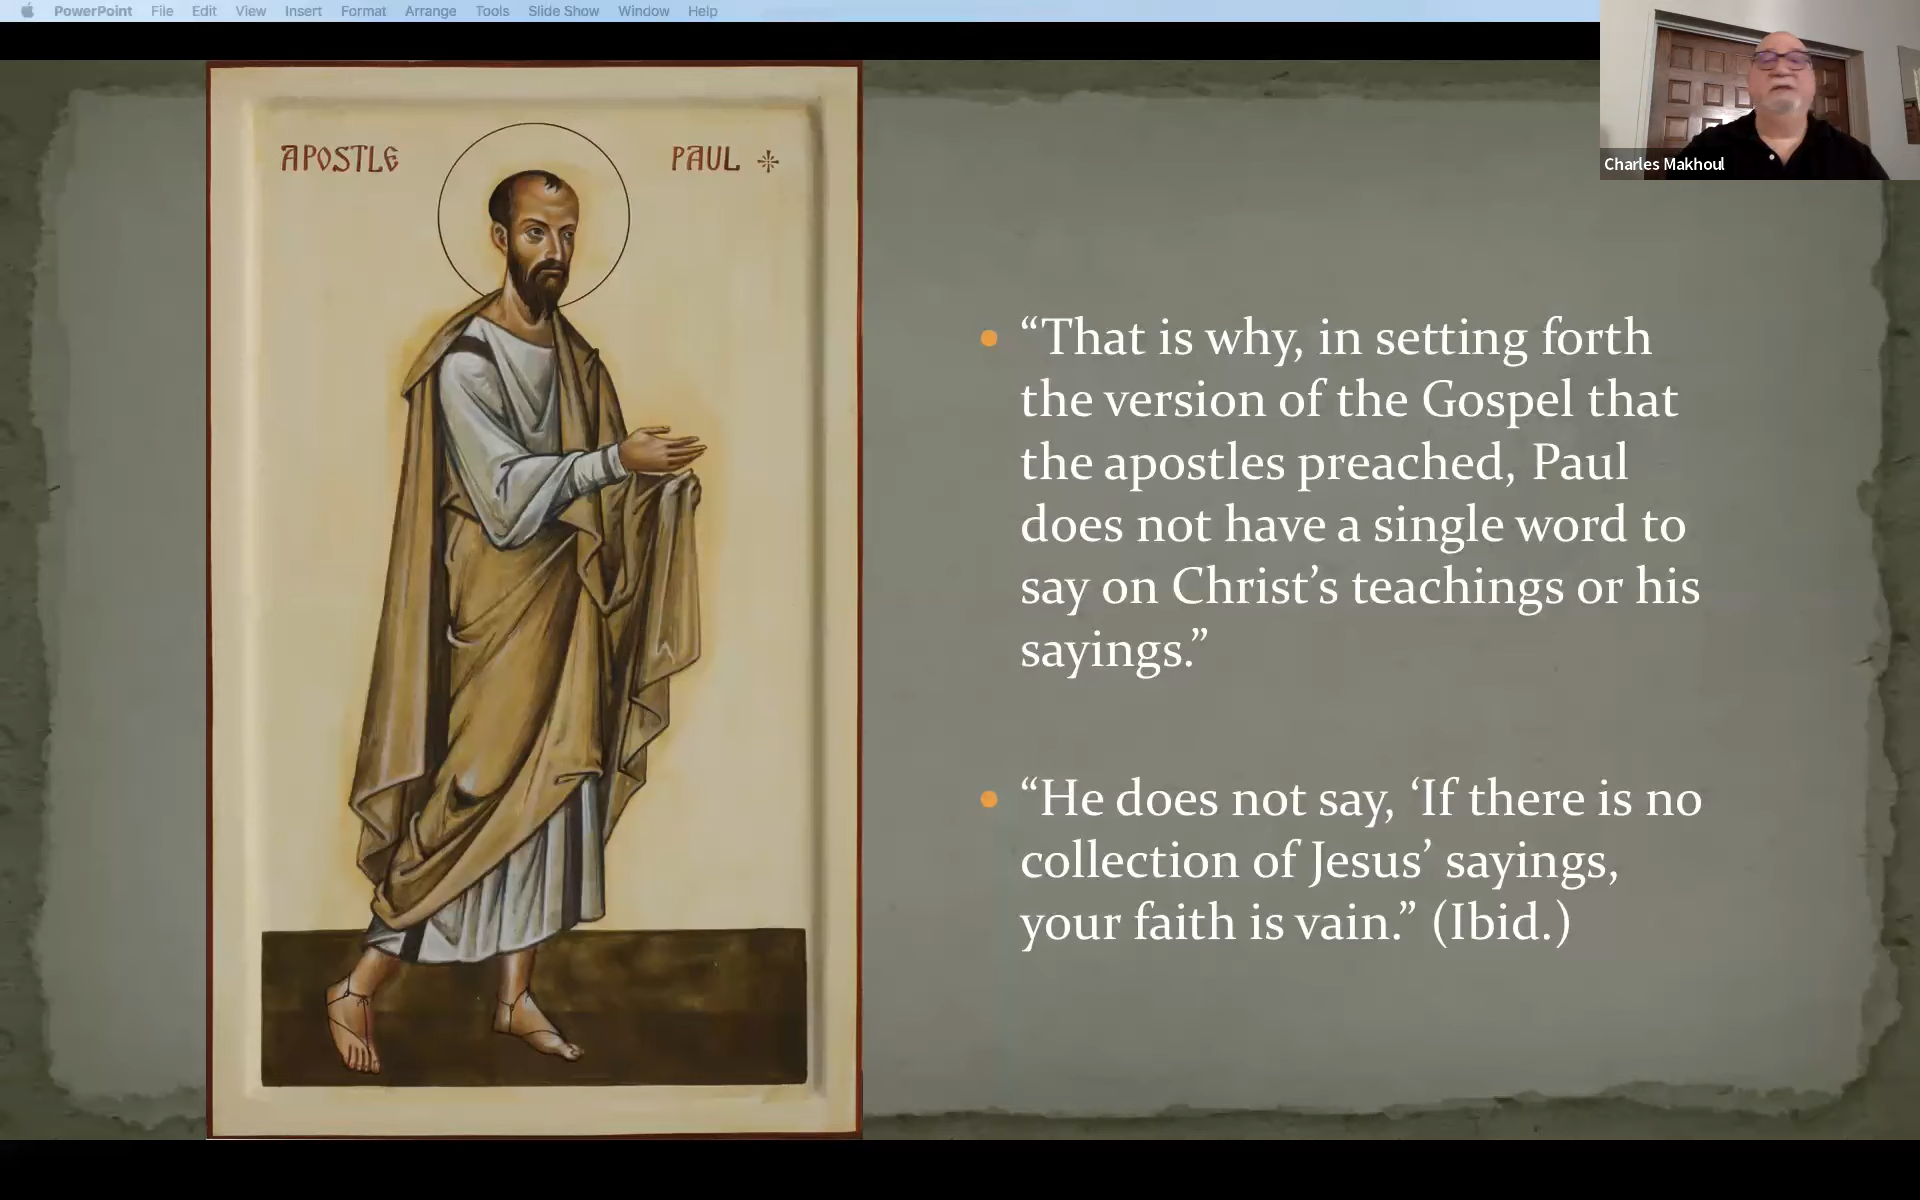 PowerPoint File Edit View Insert Format Arrange Tools Slide Show Window Help
Charles Makhoul
APOSTLE PAUL
“That is why, in setting forth
the version of the Gospel that
the apostles preached, Paul
does not have a single word to
say on Christ’s teachings or his
sayings.”
“He does not say, ‘If there is no
collection of Jesus’ sayings,
your faith is vain.” (Ibid.)